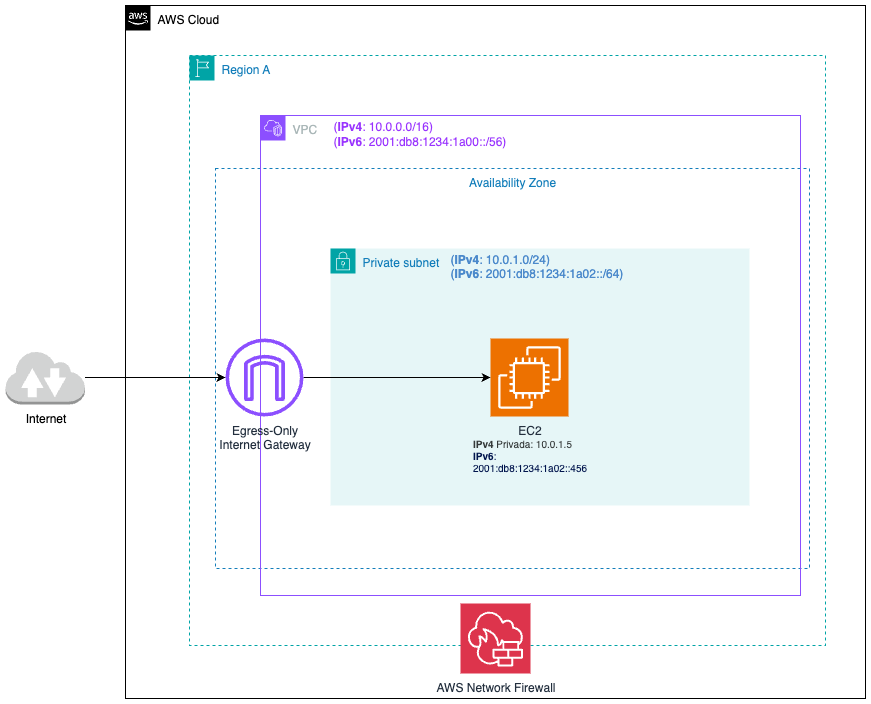 aws
AWS Cloud
Region A
VPC
(IPv4: 10.0.0.0/16)
(IPv6: 2001:db8:1234:1a00::/56)
Availability Zone
Private subnet
(IPv4: 10.0.1.0/24)
(IPv6: 2001:db8:1234:1a02::/64)
Internet
Egress-Only
Internet Gateway
EC2
IPv4 Privada: 10.0.1.5
IPv6:
2001:db8:1234:1a02::456
AWS Network Firewall